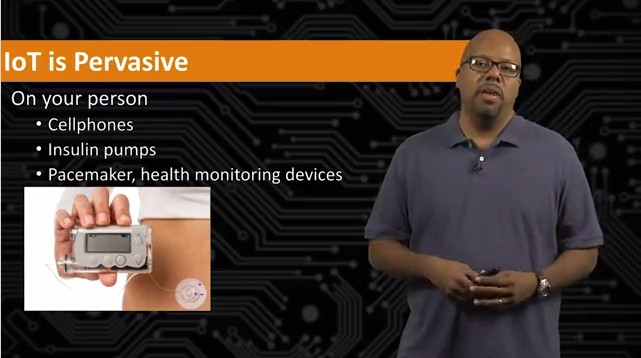 IoT is Pervasive
On your person
• Cellphones
• Insulin pumps
• Pacemaker, health monitoring devices